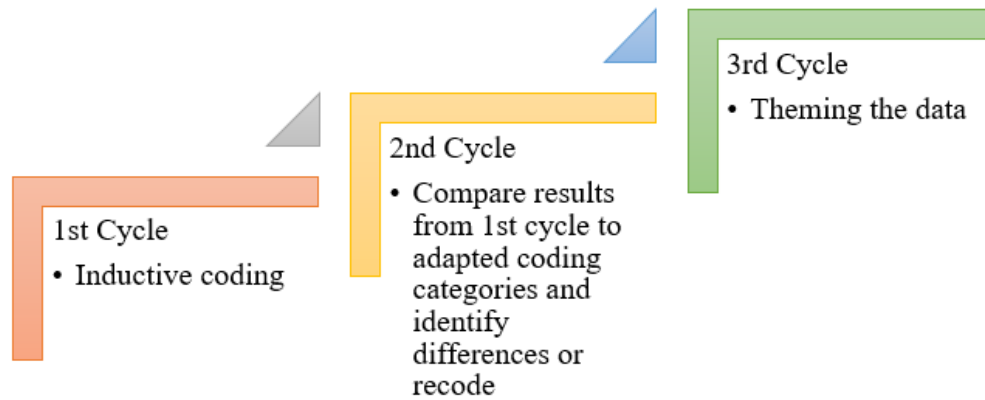 1st Cycle
• Inductive coding
2nd Cycle
• Compare results
from 1st cycle to
adapted coding
categories and
identify
differences or
recode
3rd Cycle
• Theming the data